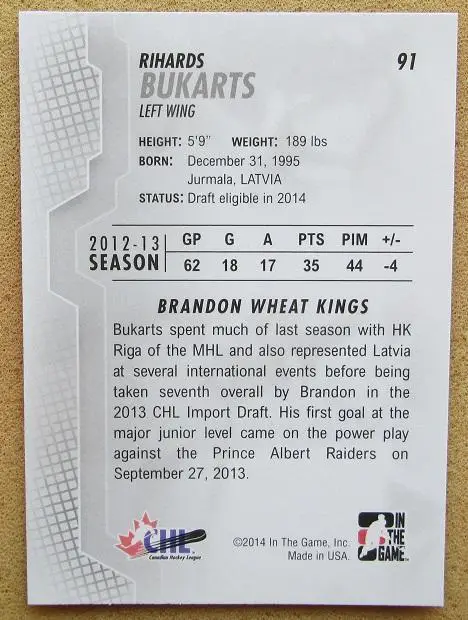 RIHARDS 91
BUKARTS
LEFT WING
HEIGHT: 5'9" WEIGHT: 189 lbs
BORN: December 31, 1995
Jurmala, LATVIA
STATUS: Draft eligible in 2014
2012-13 GP G A PTS PIM +/-
SEASON 62 18 17 35 44 -4
BRANDON WHEAT KINGS
Bukarts spent much of last season with HK
Riga of the MHL and also represented Latvia
at several international events before being
taken seventh overall by Brandon in the
2013 CHL Import Draft. His first goal at the
major junior level came on the power play
against the Prince Albert Raiders on
September 27, 2013.
CHL
Canadian Hockey League
©2014 In The Game, Inc.
Made in USA.
IN
THE
GAME